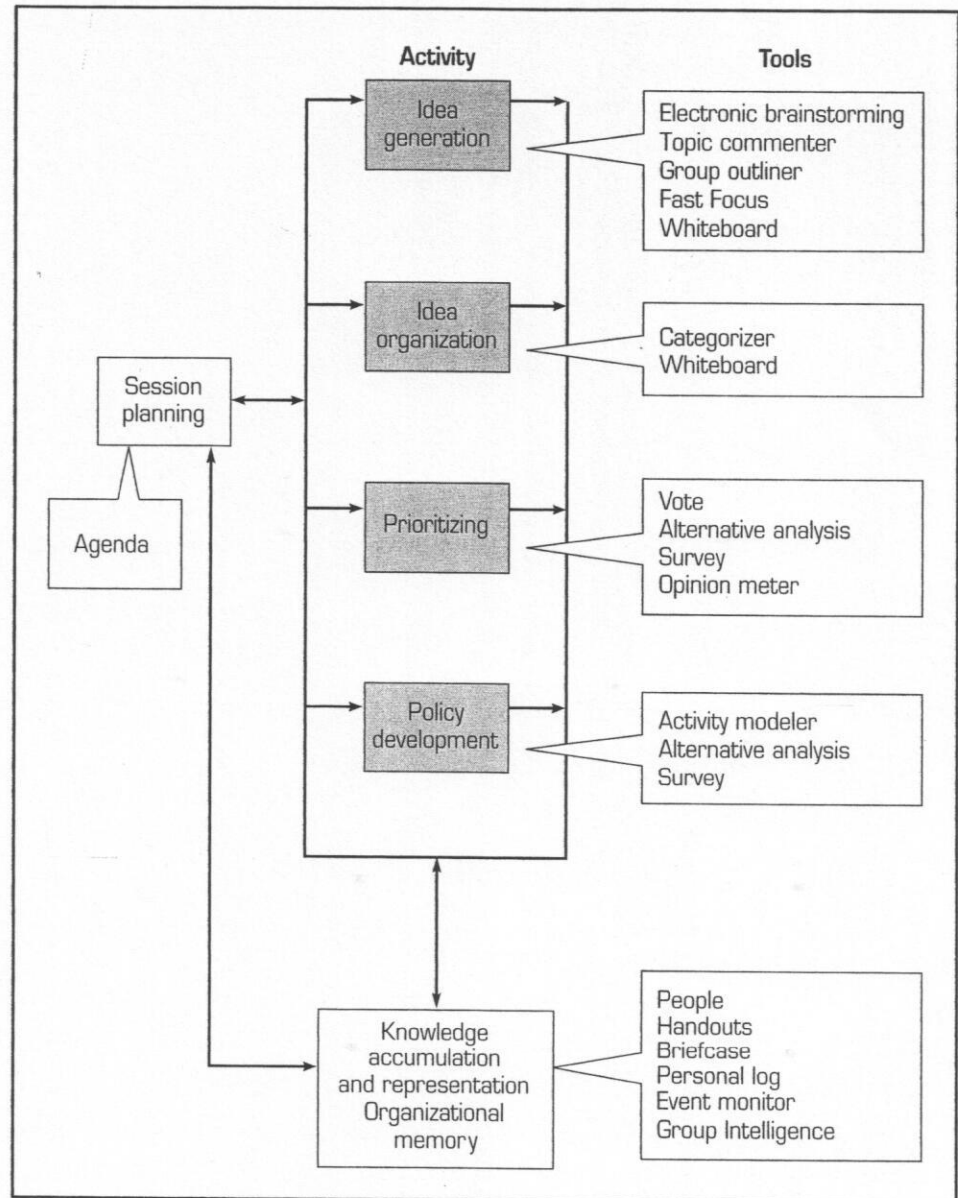 Activity
Tools
Idea
generation
Electronic brainstorming
Topic commenter
Group outliner
Fast Focus
Whiteboard
Idea
organization
Categorizer
Whiteboard
Session
planning
Agenda
Prioritizing
Vote
Alternative analysis
Survey
Opinion meter
Policy
development
Activity modeler
Alternative analysis
Survey
Knowledge
accumulation
and representation
Organizational
memory
People
Handouts
Briefcase
Personal log
Event monitor
Group Intelligence